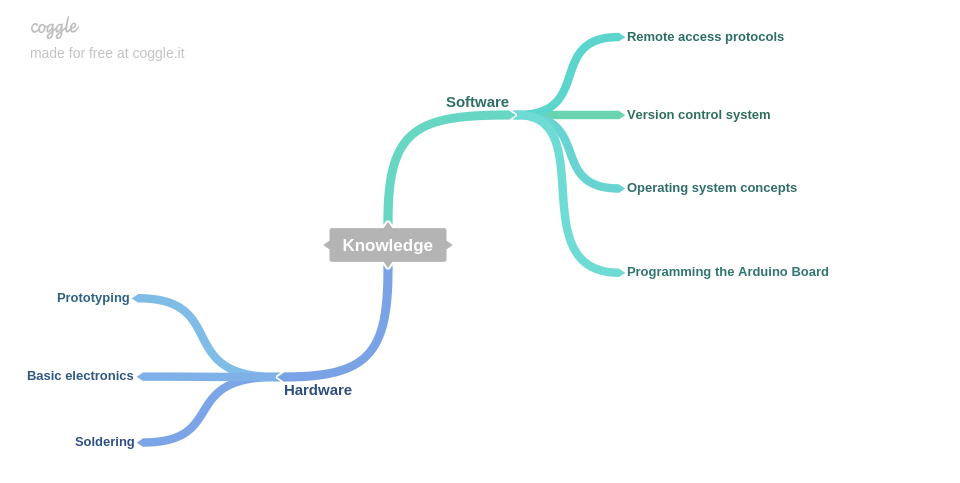 coggle
made for free at coggle.it
Remote access protocols
Software
Version control system
Operating system concepts
Knowledge
Programming the Arduino Board
Prototyping
Basic electronics
Hardware
Soldering